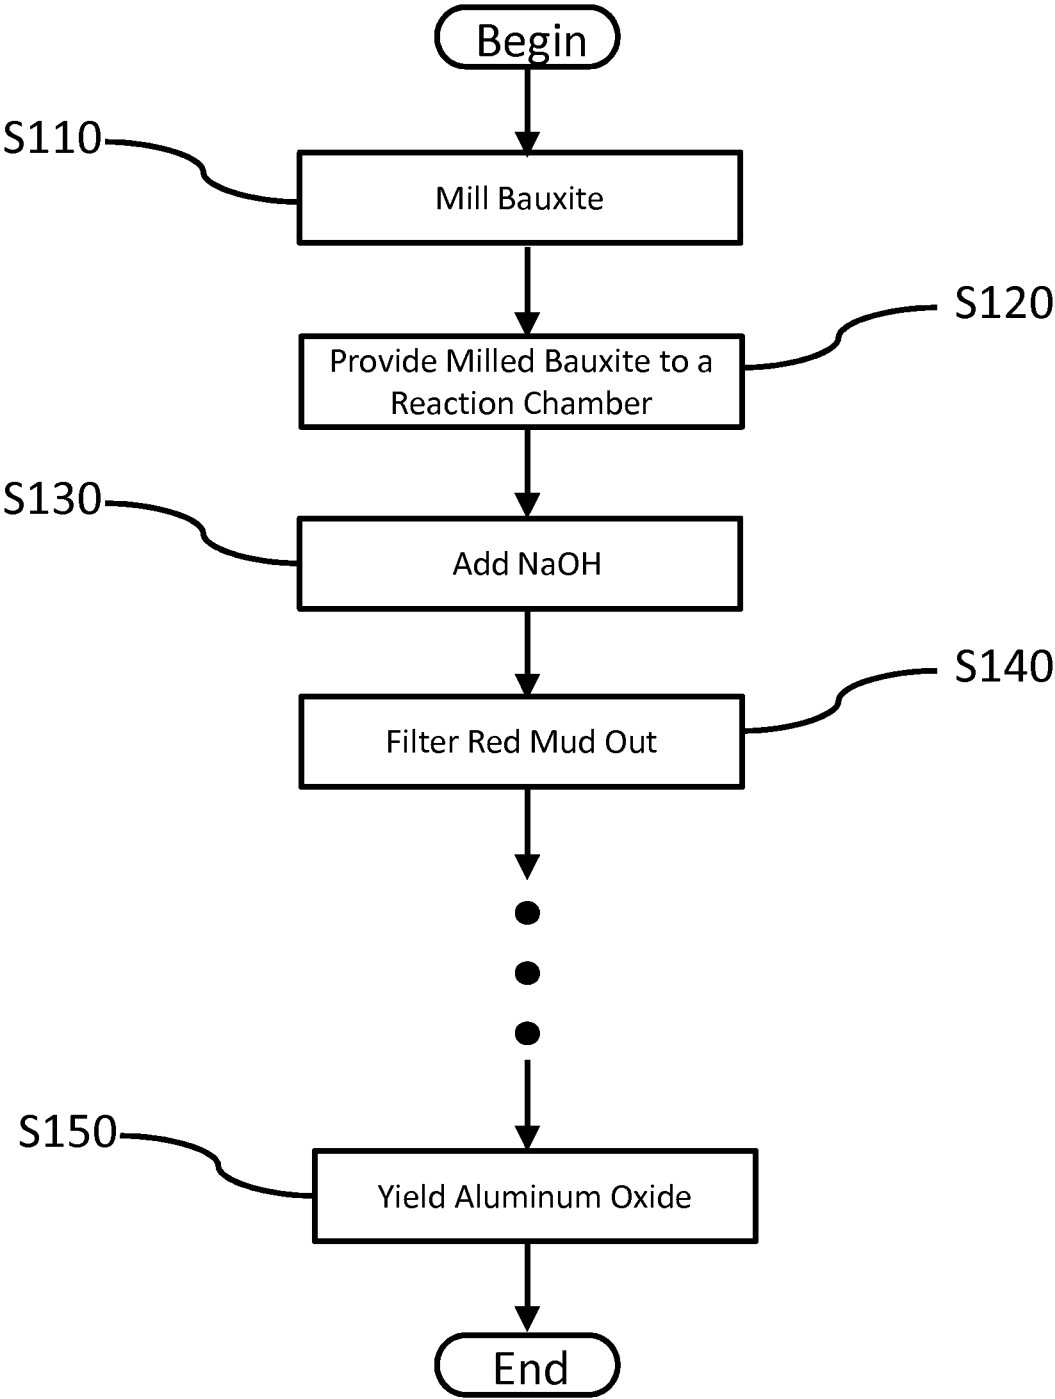 Begin
S110
Mill Bauxite
S120
Provide Milled Bauxite to a
Reaction Chamber
S130
Add NaOH
S140
Filter Red Mud Out
S150
Yield Aluminum Oxide
End